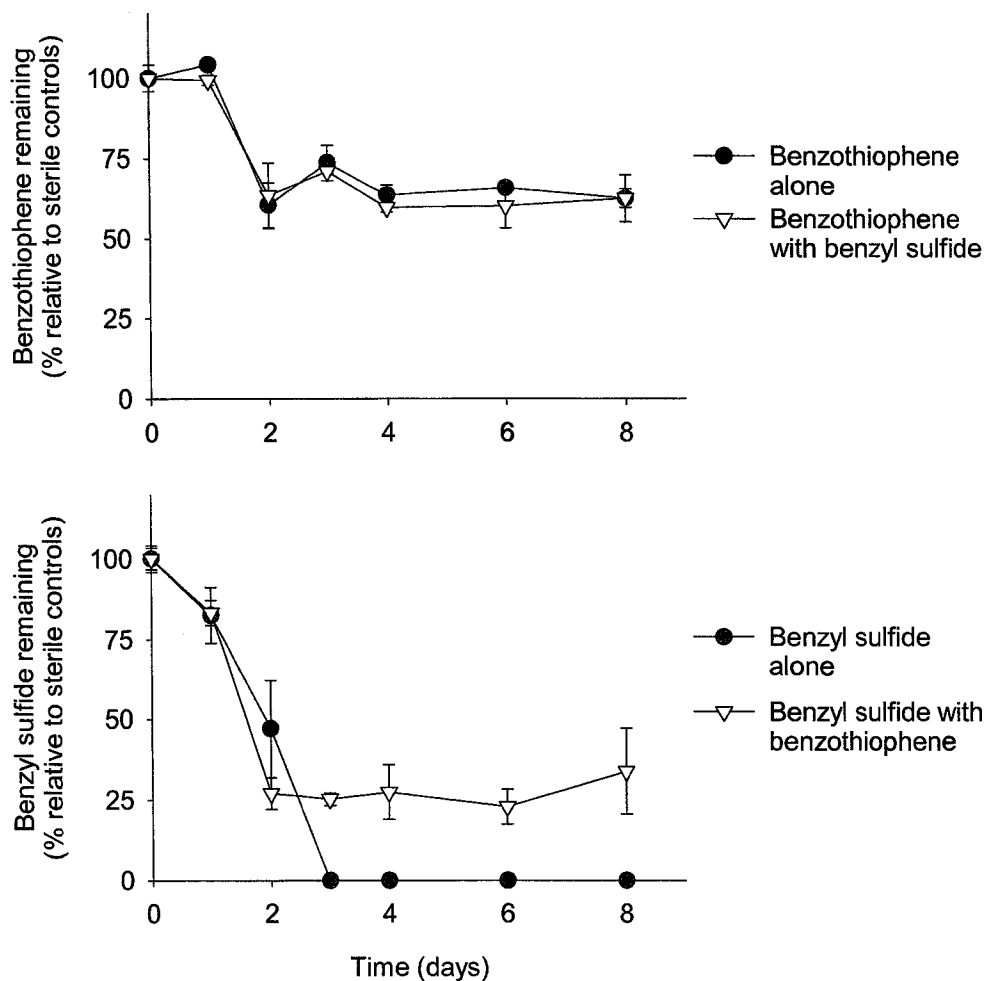 Benzothiophene remaining
(% relative to sterile controls)
100
75
50
25
0
0
2
4
6
8
Benzothiophene
alone
Benzothiophene
with benzyl sulfide
Benzyl sulfide remaining
(% relative to sterile controls)
100
75
50
25
0
0
2
4
6
8
Time (days)
Benzyl sulfide
alone
Benzyl sulfide with
benzothiophene